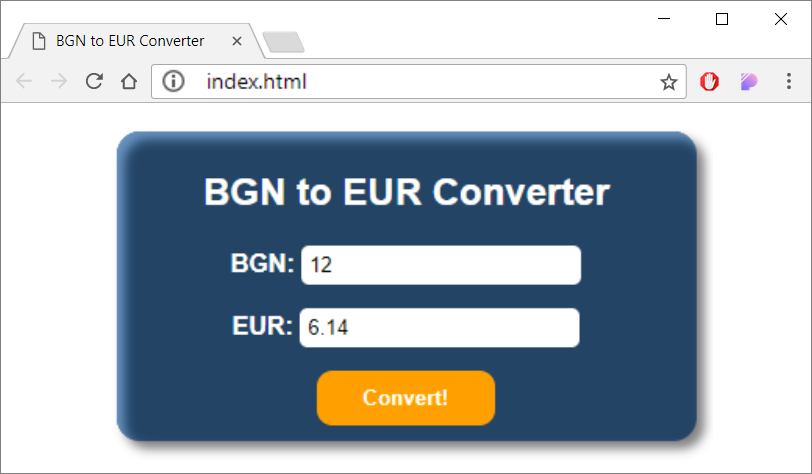 BGN to EUR Converter
index.html
BGN to EUR Converter
BGN: 12
EUR: 6.14
Convert!